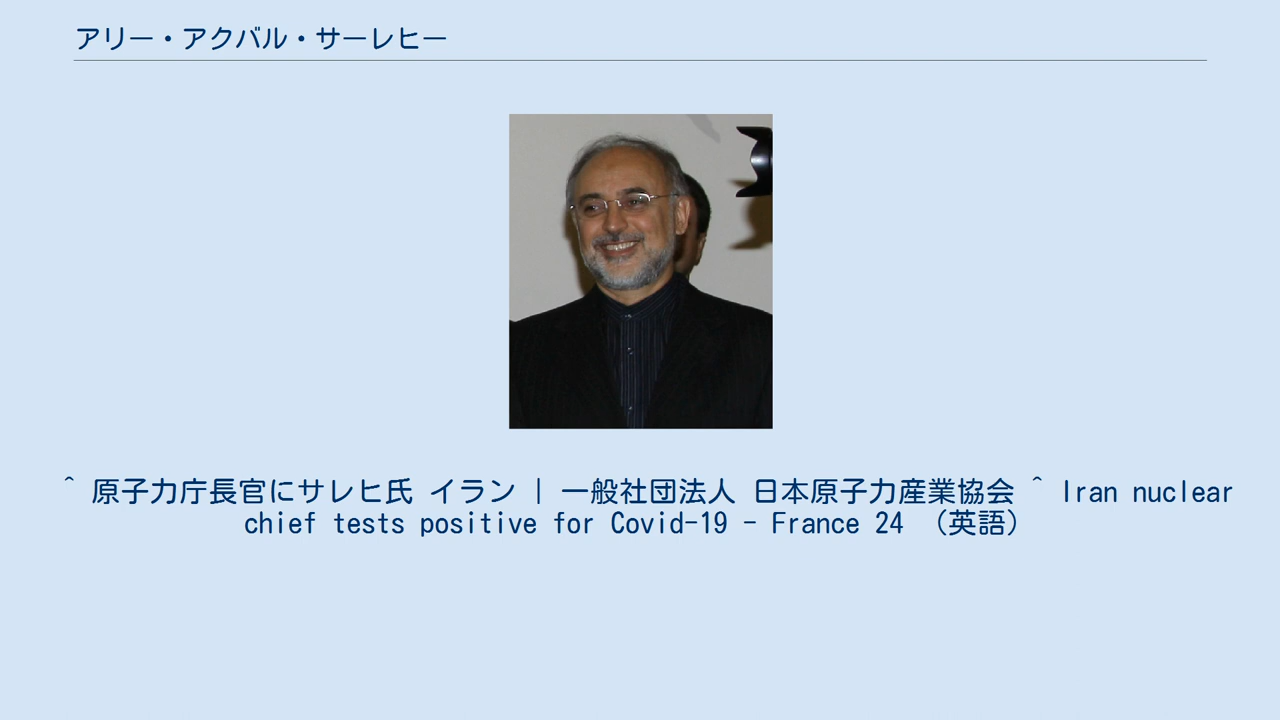 アリー・アクバル・サーレヒー
^ 原子力庁長官にサレヒ氏 イラン | 一般社団法人 日本原子力産業協会 ^ Iran nuclear
chief tests positive for Covid-19 - France 24 （英語）